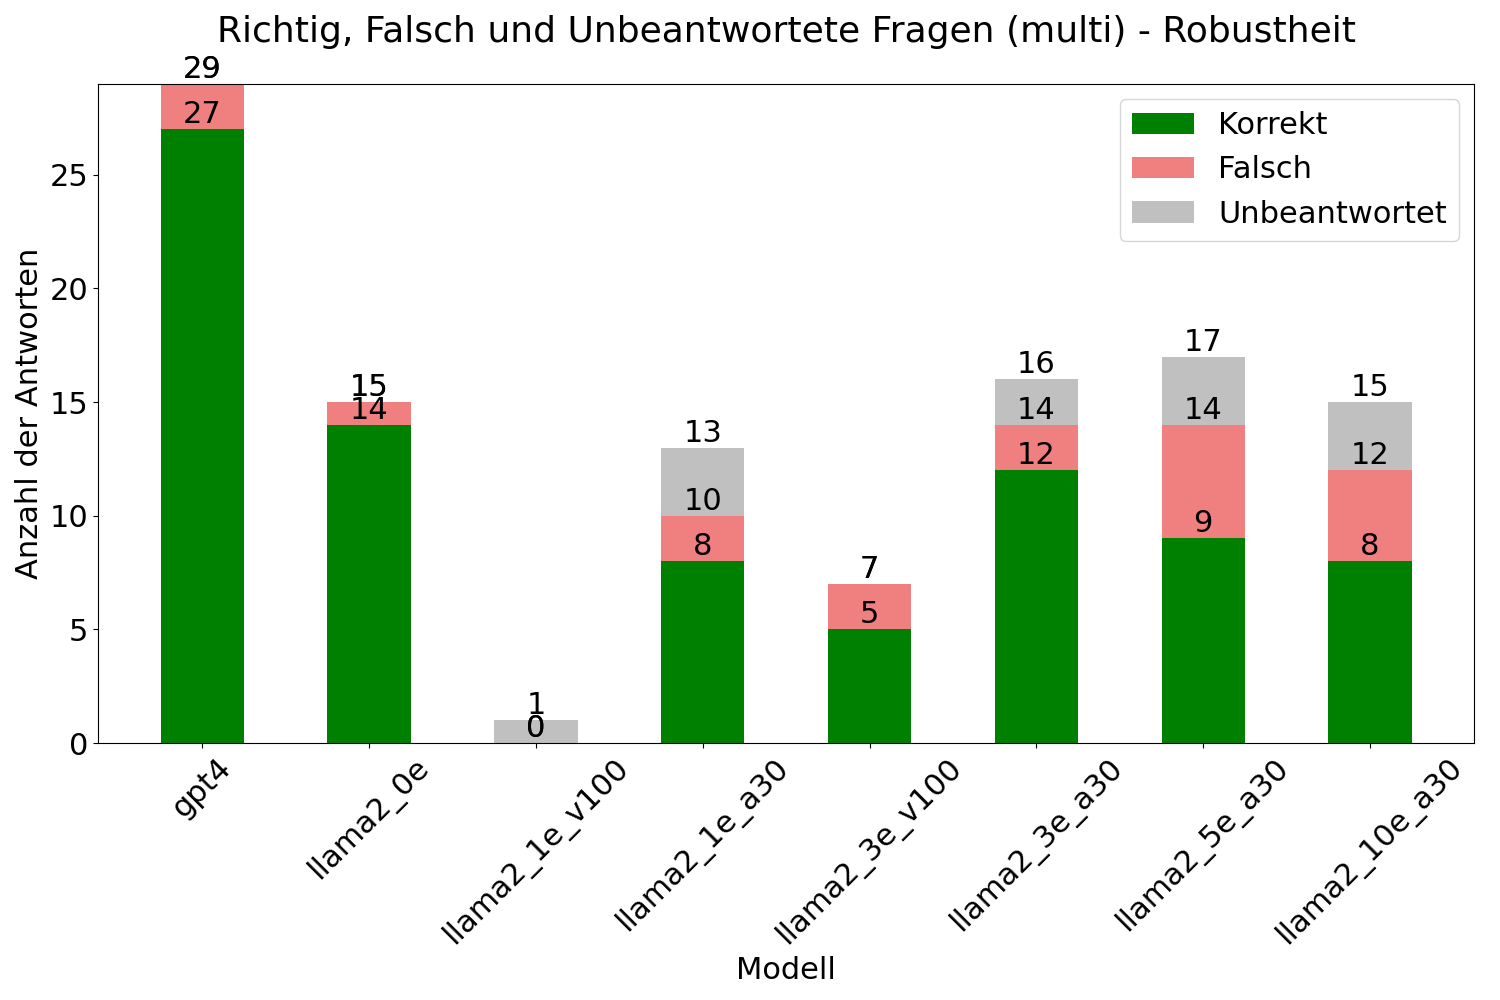 Richtig, Falsch und Unbeantwortete Fragen (multi) - Robustheit
Anzahl der Antworten
25
20
15
10
5
0
29
27
15
14
1
0
13
10
8
7
5
16
14
12
17
14
9
15
12
8
Korrekt
Falsch
Unbeantwortet
gpt4
llama2_0e
llama2_1e_v100
llama2_1e_a30
llama2_3e_v100
llama2_3e_a30
llama2_5e_a30
llama2_10e_a30
Modell